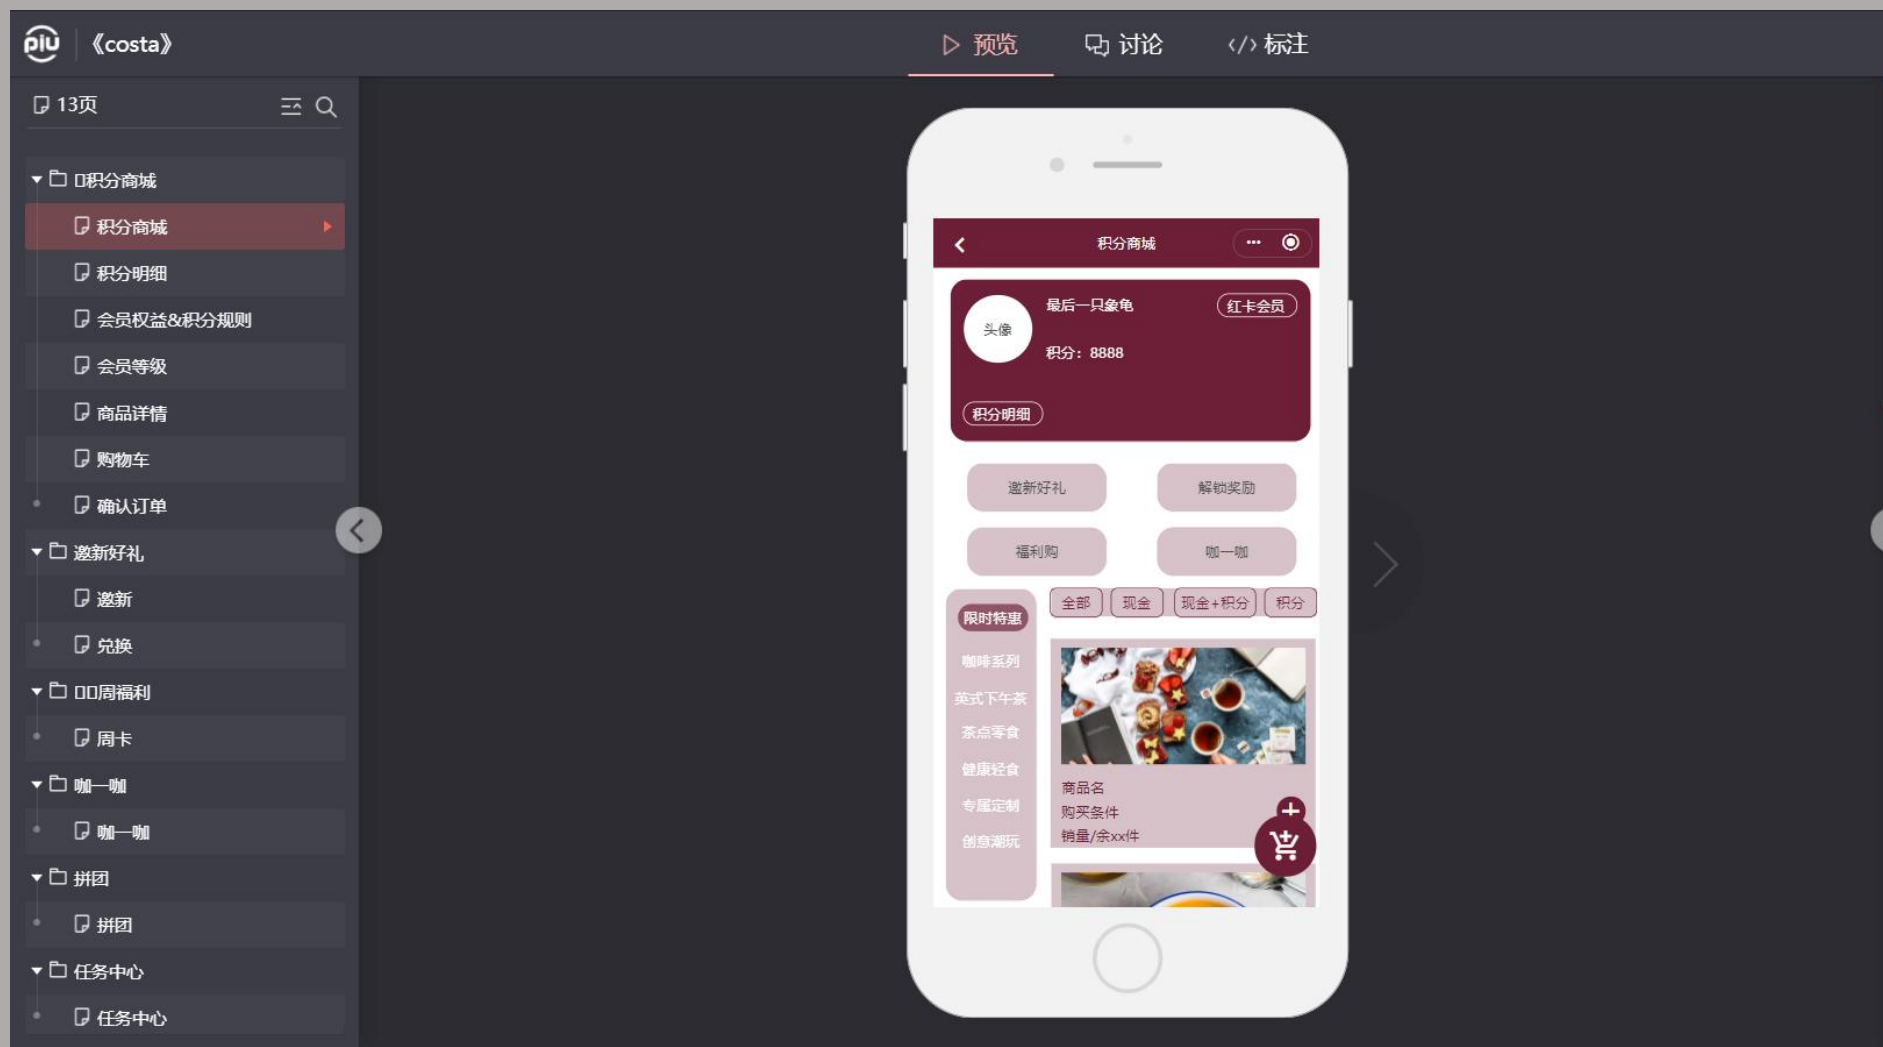 piu 《costa》
预览 讨论 </> 标注
13页
积分商城
积分商城
积分明细
会员权益&积分规则
会员等级
商品详情
购物车
确认订单
邀新好礼
邀新
兑换
周福利
周卡
咖一咖
咖一咖
拼团
拼团
任务中心
任务中心
积分商城
头像
最后一只象龟
红卡会员
积分：8888
积分明细
邀新好礼
解锁奖励
福利购
咖一咖
全部 现金 现金+积分 积分
限时特惠
咖啡系列
英式下午茶
茶点零食
健康轻食
专属定制
创意潮玩
商品名
购买条件
销量/余xx件